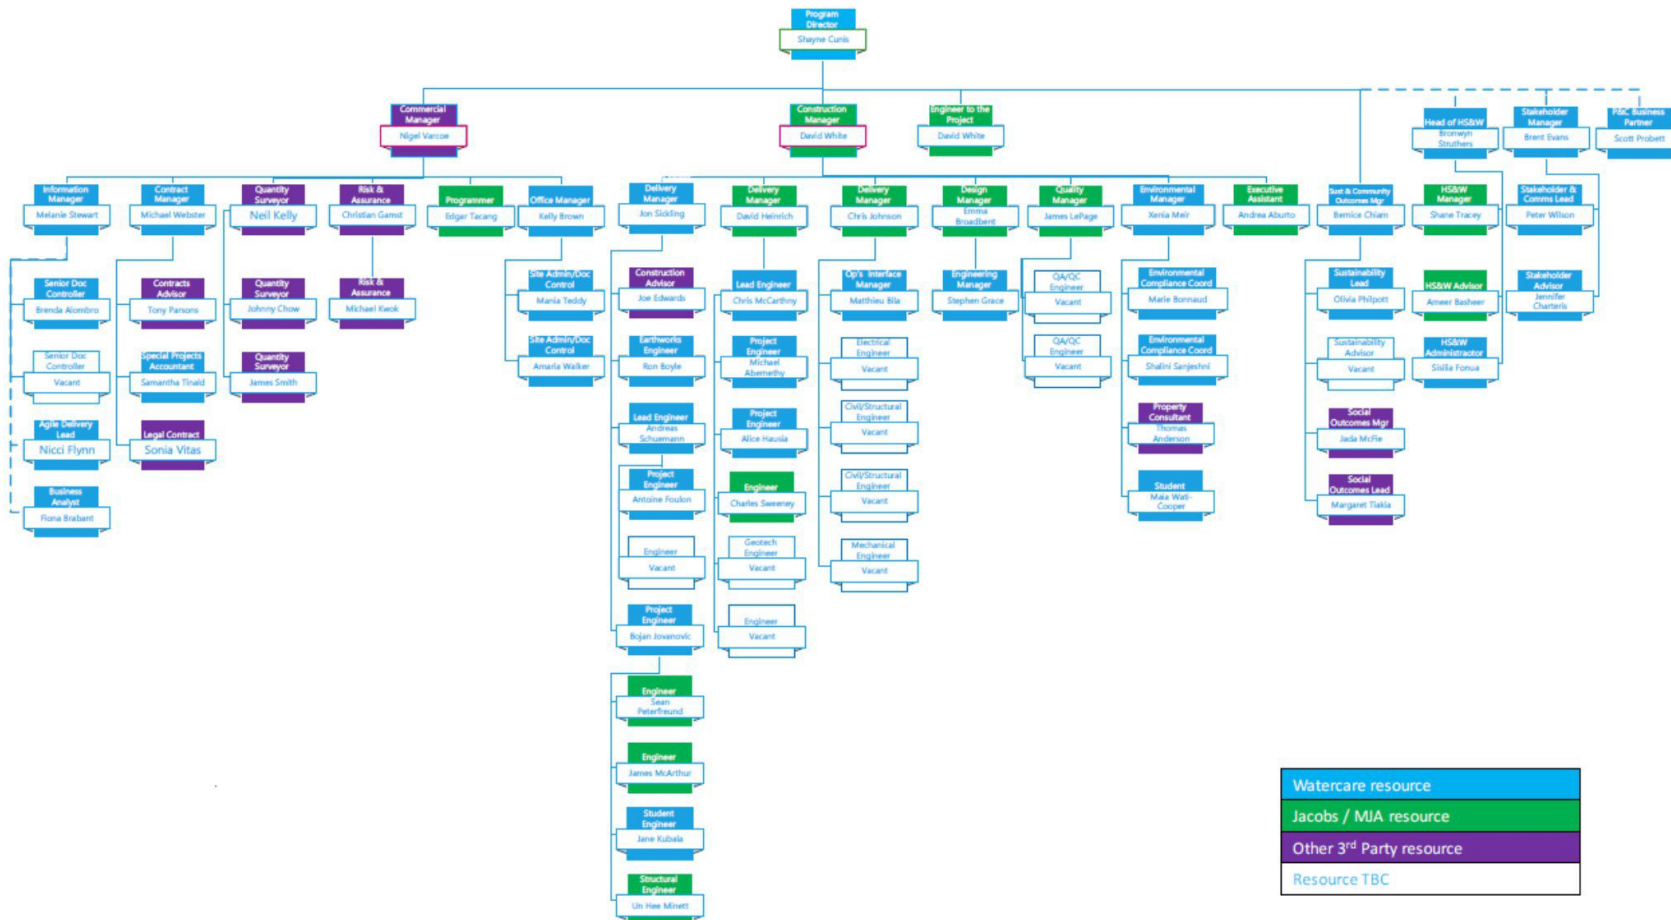 Program
Director
Shayne Cunis
Commercial
Manager
Nigel Varcoe
Construction
Manager
David White
Engineer to the
Project
David White
Head of HS&W
Bronwyn
Struthers
Stakeholder
Manager
Brent Evans
P&C Business
Partner
Scott Probett
Information
Manager
Melanie Stewart
Contract
Manager
Michael Webster
Quantity
Surveyor
Neil Kelly
Risk &
Assurance
Christian Gamst
Programmer
Edgar Tacang
Office Manager
Kelly Brown
Delivery
Manager
Jon Sickling
Delivery
Manager
David Heinrich
Delivery
Manager
Chris Johnson
Design
Manager
Emma
Broadbent
Quality
Manager
James LePage
Environmental
Manager
Xenia Meir
Executive
Assistant
Andrea Aburto
Sust & Community
Outcomes Mgr
Bernice Chiam
HS&W
Manager
Shane Tracey
Stakeholder &
Comms Lead
Peter Wilson
Senior Doc
Controller
Brenda Alombro
Contracts
Advisor
Tony Parsons
Quantity
Surveyor
Johnny Chow
Risk &
Assurance
Michael Kwok
Site Admin/Doc
Control
Mania Teddy
Construction
Advisor
Joe Edwards
Lead Engineer
Chris McCarthny
Op's Interface
Manager
Matthieu Bila
Engineering
Manager
Stephen Grace
QA/QC
Engineer
Vacant
Environmental
Compliance Coord
Marie Bonnaud
Sustainability
Lead
Olivia Philpott
HS&W Advisor
Ameer Basheer
Stakeholder
Advisor
Jennifer
Charteris
Senior Doc
Controller
Vacant
Special Projects
Accountant
Samantha Tinald
Quantity
Surveyor
James Smith
Site Admin/Doc
Control
Amaria Walker
Earthworks
Engineer
Ron Boyle
Project
Engineer
Michael
Abernethy
Electrical
Engineer
Vacant
QA/QC
Engineer
Vacant
Environmental
Compliance Coord
Shalini Sanjeshni
Sustainability
Advisor
Vacant
HS&W
Administraotor
Sisilia Fonua
Agile Delivery
Lead
Nicci Flynn
Legal Contract
Sonia Vitas
Lead Engineer
Andreas
Schuemann
Project
Engineer
Alice Hausia
Civil/Structural
Engineer
Vacant
Property
Consultant
Thomas
Anderson
Social
Outcomes Mgr
Jada McFie
Business
Analyst
Fiona Brabant
Project
Engineer
Antoine Foulon
Engineer
Charles Sweeney
Civil/Structural
Engineer
Vacant
Student
Maia Wati-
Cooper
Social
Outcomes Lead
Margaret Tiakia
Engineer
Vacant
Geotech
Engineer
Vacant
Mechanical
Engineer
Vacant
Project
Engineer
Bojan Jovanovic
Engineer
Vacant
Engineer
Sean
Peterfreund
Engineer
James McArthur
Student
Engineer
Jane Kubala
Structural
Engineer
Un Hee Minett
Watercare resource
Jacobs / MJA resource
Other 3rd Party resource
Resource TBC